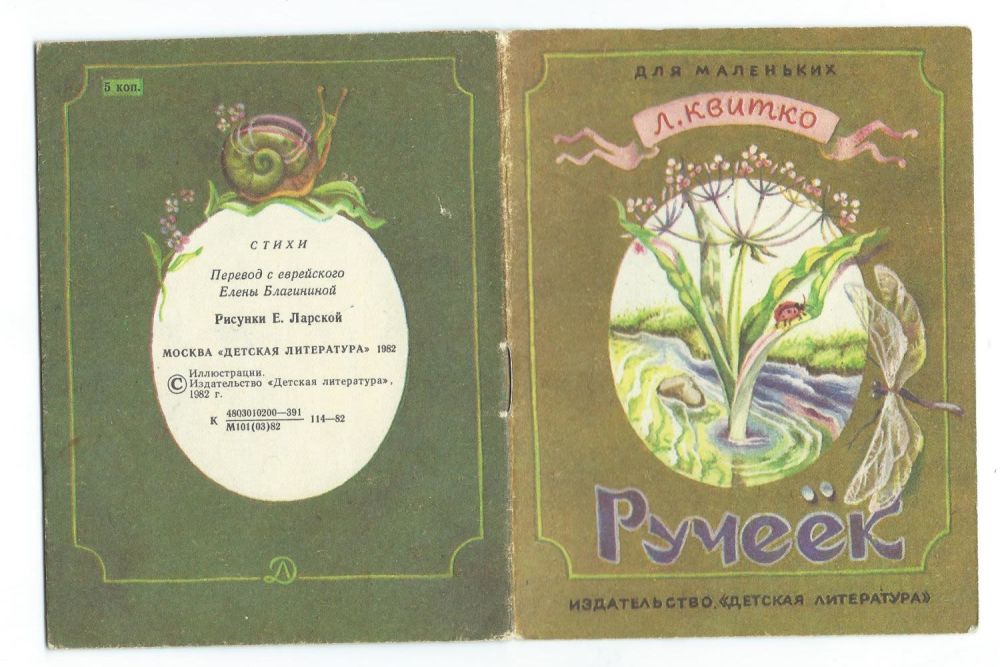 5 коп.
СТИХИ
Перевод с еврейского
Елены Благининой
Рисунки Е. Ларской
МОСКВА «ДЕТСКАЯ ЛИТЕРАТУРА» 1982
© Иллюстрации.
Издательство «Детская литература»,
1982 г.
К 4803010200—391 114—82
М101(03)82
ДЛЯ МАЛЕНЬКИХ
Л. КВИТКО
РУЧЕЁК
ИЗДАТЕЛЬСТВО «ДЕТСКАЯ ЛИТЕРАТУРА»